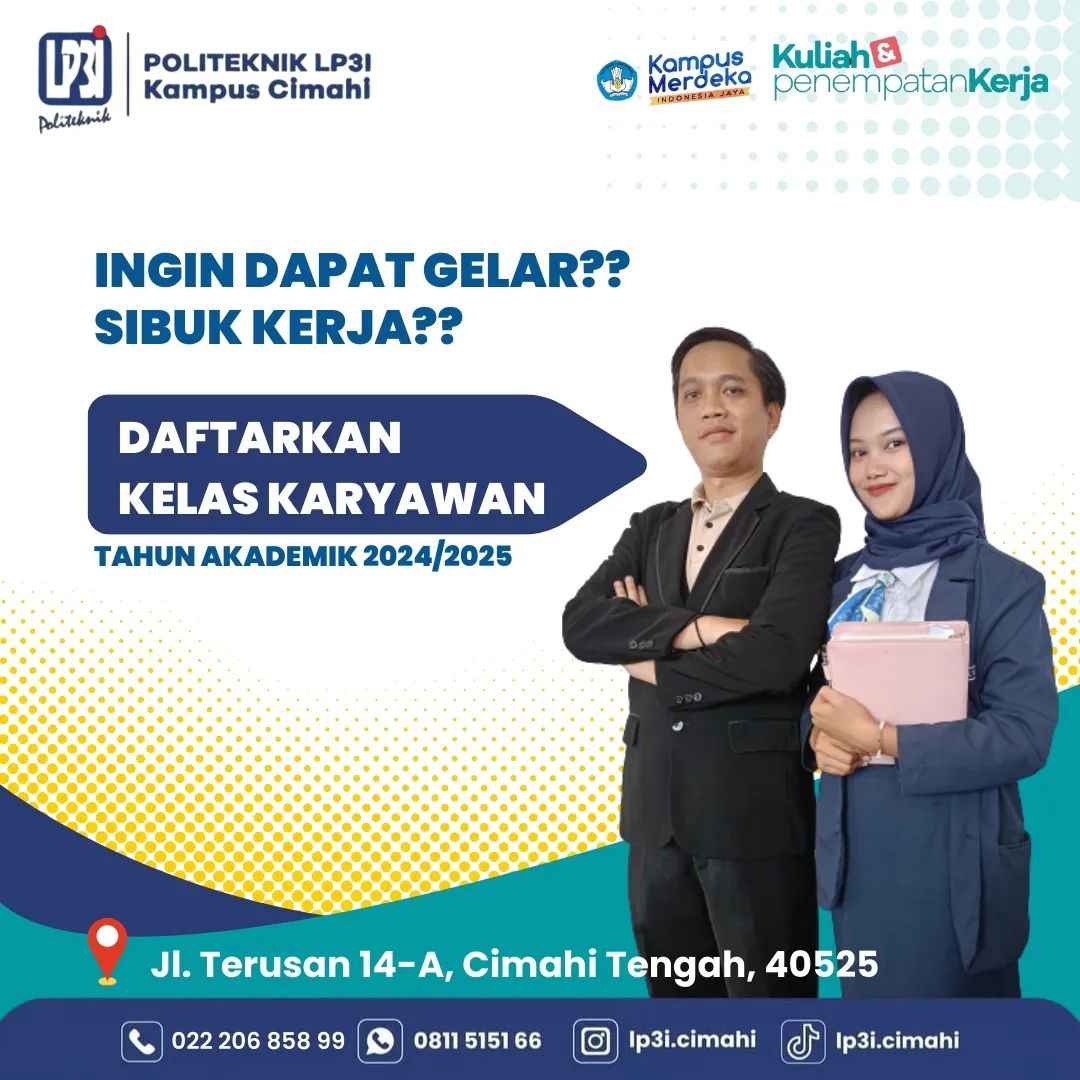 LP3I
Politeknik
POLITEKNIK LP3I
Kampus Cimahi
Kampus
Merdeka
INDONESIA JAYA
Kuliah &
penempatanKerja
INGIN DAPAT GELAR??
SIBUK KERJA??
DAFTARKAN
KELAS KARYAWAN
TAHUN AKADEMIK 2024/2025
Jl. Terusan 14-A, Cimahi Tengah, 40525
022 206 858 99
0811 5151 66
lp3i.cimahi
lp3i.cimahi